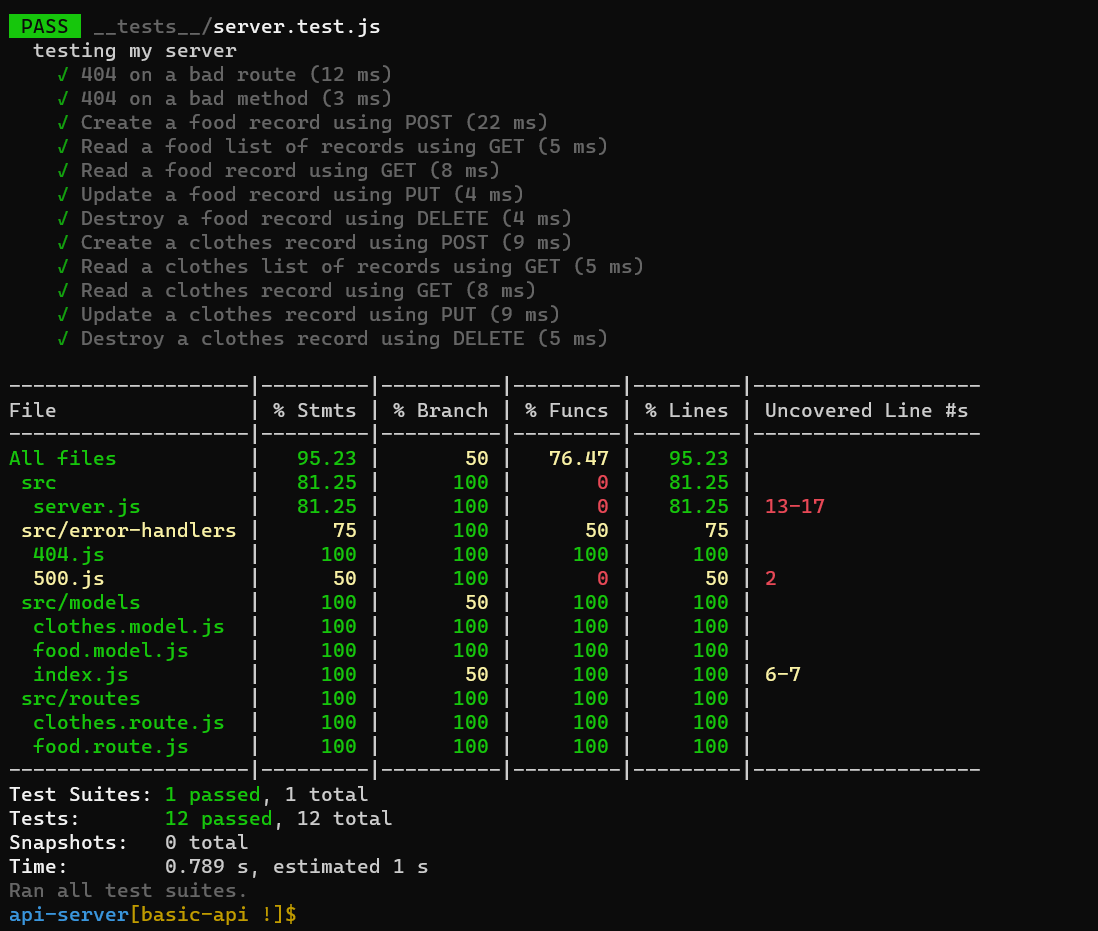 PASS __tests__/server.test.js
testing my server
√ 404 on a bad route (12 ms)
√ 404 on a bad method (3 ms)
√ Create a food record using POST (22 ms)
√ Read a food list of records using GET (5 ms)
√ Read a food record using GET (8 ms)
√ Update a food record using PUT (4 ms)
√ Destroy a food record using DELETE (4 ms)
√ Create a clothes record using POST (9 ms)
√ Read a clothes list of records using GET (5 ms)
√ Read a clothes record using GET (8 ms)
√ Update a clothes record using PUT (9 ms)
√ Destroy a clothes record using DELETE (5 ms)
--------------------|---------|----------|---------|---------|-------------------
File                | % Stmts | % Branch | % Funcs | % Lines | Uncovered Line #s
--------------------|---------|----------|---------|---------|-------------------
All files           |   95.23 |       50 |   76.47 |   95.23 |
 src                |   81.25 |      100 |       0 |   81.25 |
  server.js         |   81.25 |      100 |       0 |   81.25 | 13-17
 src/error-handlers |      75 |      100 |      50 |      75 |
  404.js            |     100 |      100 |     100 |     100 |
  500.js            |      50 |      100 |       0 |      50 | 2
 src/models         |     100 |       50 |     100 |     100 |
  clothes.model.js  |     100 |      100 |     100 |     100 |
  food.model.js     |     100 |      100 |     100 |     100 |
  index.js          |     100 |       50 |     100 |     100 | 6-7
 src/routes         |     100 |      100 |     100 |     100 |
  clothes.route.js  |     100 |      100 |     100 |     100 |
  food.route.js     |     100 |      100 |     100 |     100 |
--------------------|---------|----------|---------|---------|-------------------
Test Suites: 1 passed, 1 total
Tests:       12 passed, 12 total
Snapshots:   0 total
Time:        0.789 s, estimated 1 s
Ran all test suites.
api-server[basic-api !]$